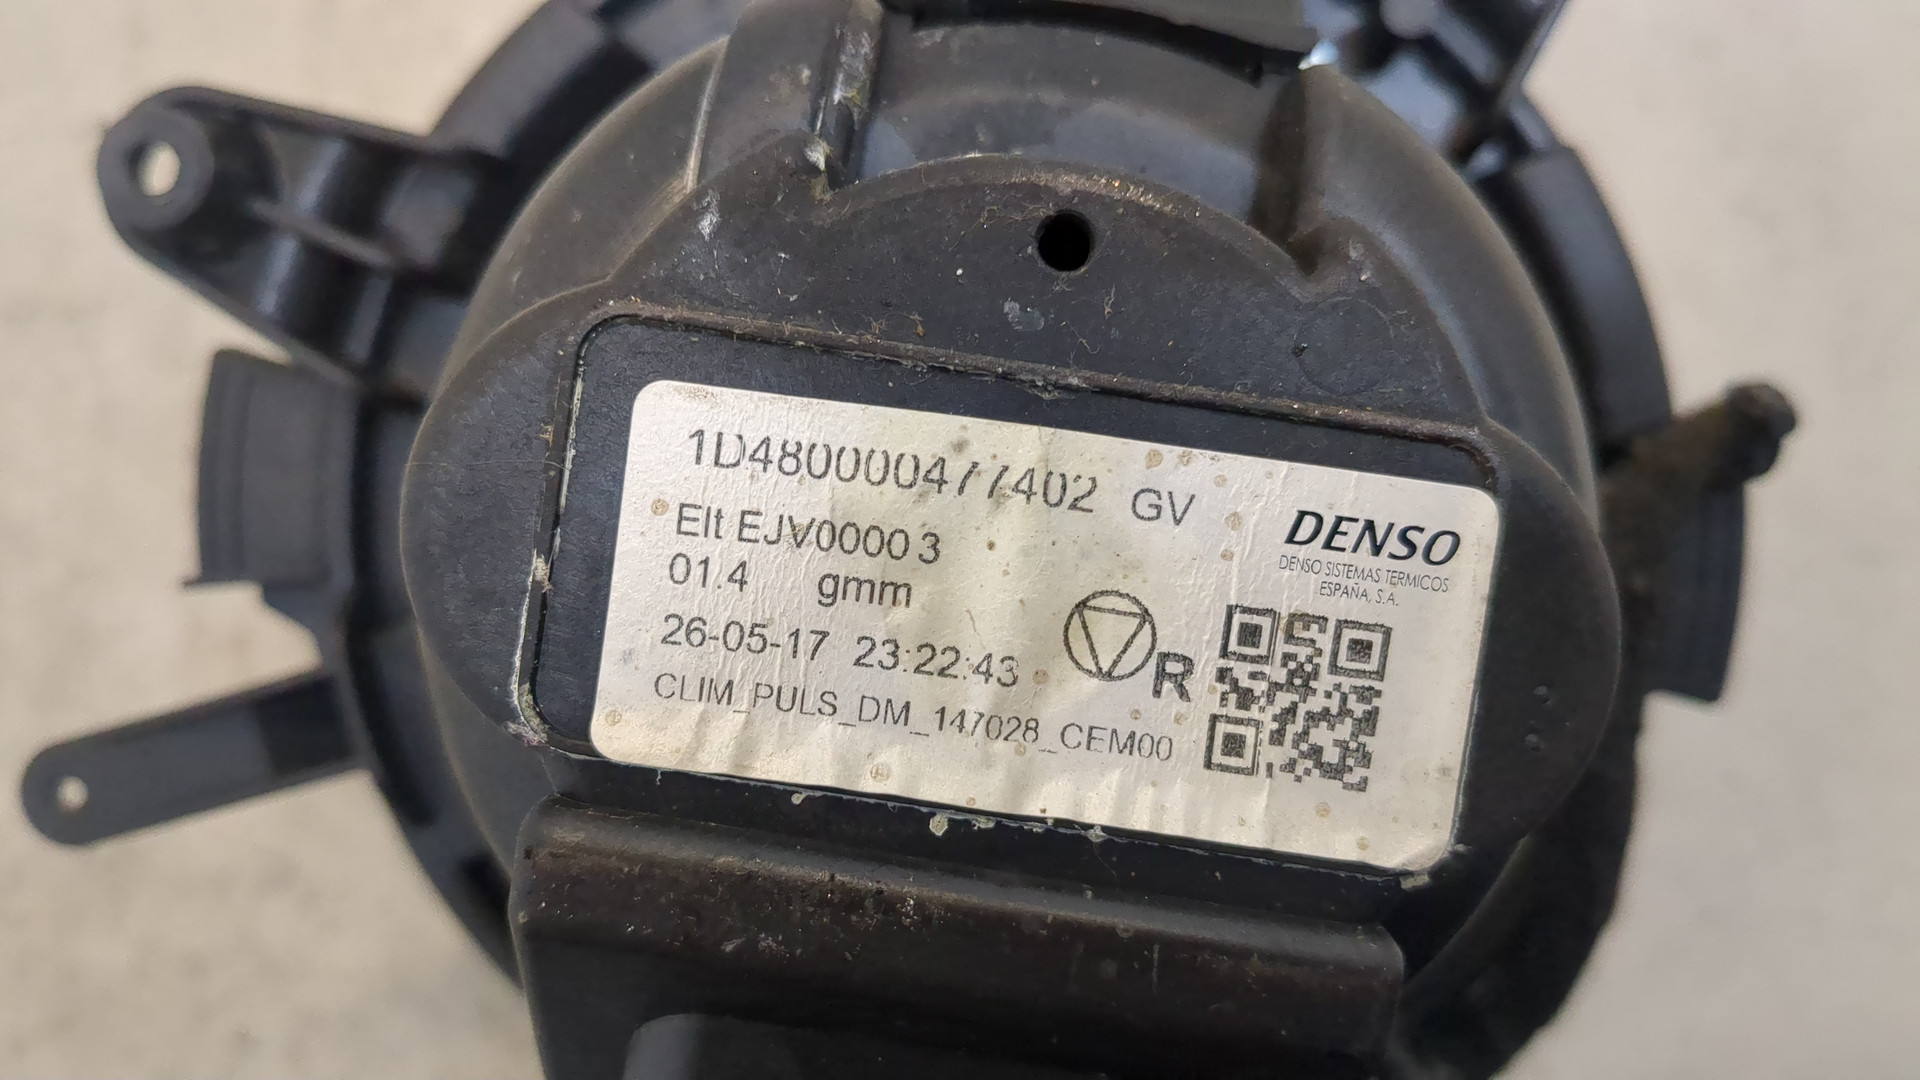 1D480000477402 GV
Elt EJV0000 3
01.4 gmm
26-05-17 23:22:43
CLIM_PULS_DM_147028_CEM00
R
DENSO
DENSO SISTEMAS TERMICOS
ESPAÑA, S.A.